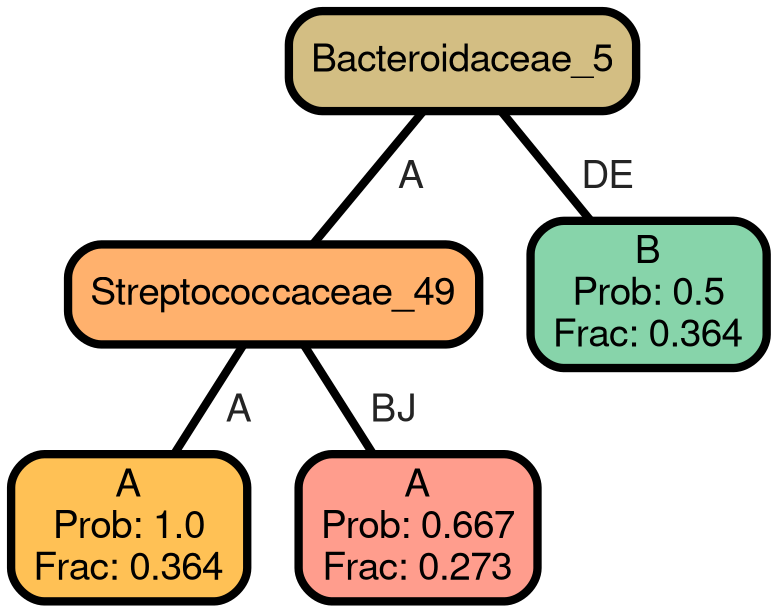 Bacteroidaceae_5
A
DE
B
Prob: 0.5
Frac: 0.364
Streptococcaceae_49
A
BJ
A
Prob: 1.0
Frac: 0.364
A
Prob: 0.667
Frac: 0.273